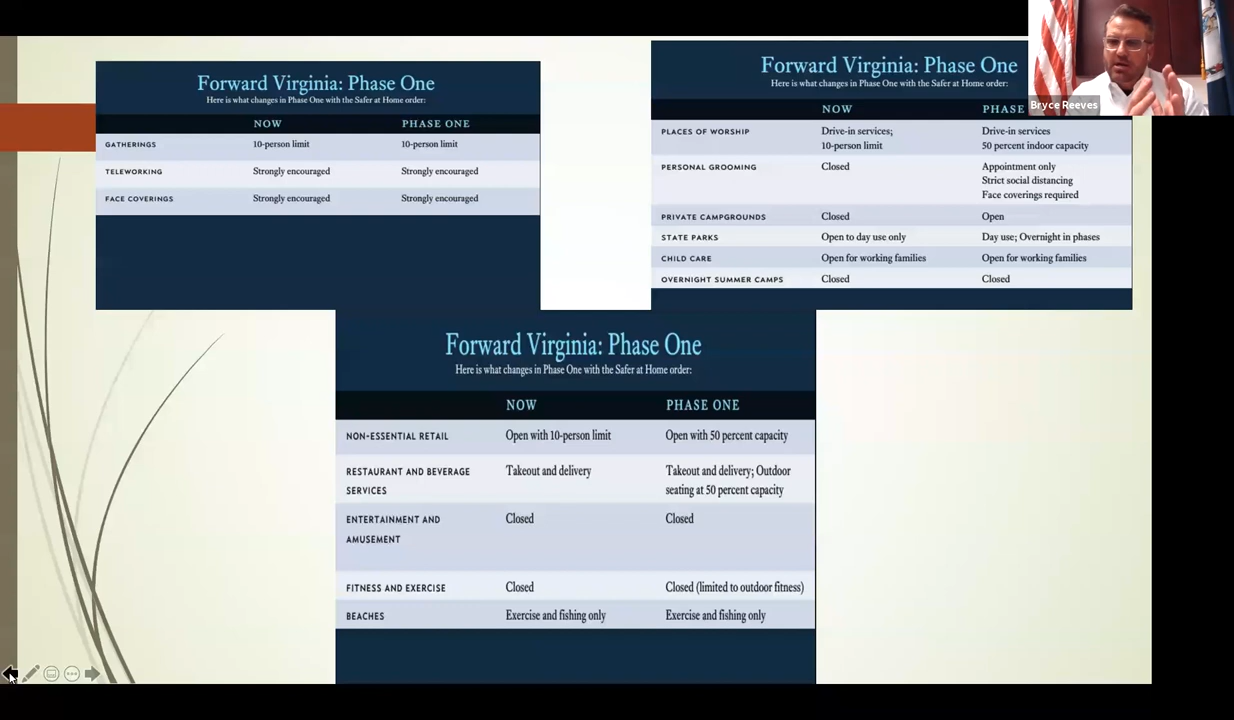 Forward Virginia: Phase One
Here is what changes in Phase One with the Safer at Home order:
NOW PHASE ONE
GATHERINGS 10-person limit 10-person limit
TELEWORKING Strongly encouraged Strongly encouraged
FACE COVERINGS Strongly encouraged Strongly encouraged
Forward Virginia: Phase One
Here is what changes in Phase One with the Safer at Home order:
NOW PHASE
PLACES OF WORSHIP Drive-in services; Drive-in services
10-person limit 50 percent indoor capacity
PERSONAL GROOMING Closed Appointment only
Strict social distancing
Face coverings required
PRIVATE CAMPGROUNDS Closed Open
STATE PARKS Open to day use only Day use; Overnight in phases
CHILD CARE Open for working families Open for working families
OVERNIGHT SUMMER CAMPS Closed Closed
Bryce Reeves
Forward Virginia: Phase One
Here is what changes in Phase One with the Safer at Home order:
NOW PHASE ONE
NON-ESSENTIAL RETAIL Open with 10-person limit Open with 50 percent capacity
RESTAURANT AND BEVERAGE Takeout and delivery Takeout and delivery; Outdoor
SERVICES seating at 50 percent capacity
ENTERTAINMENT AND Closed Closed
AMUSEMENT
FITNESS AND EXERCISE Closed Closed (limited to outdoor fitness)
BEACHES Exercise and fishing only Exercise and fishing only